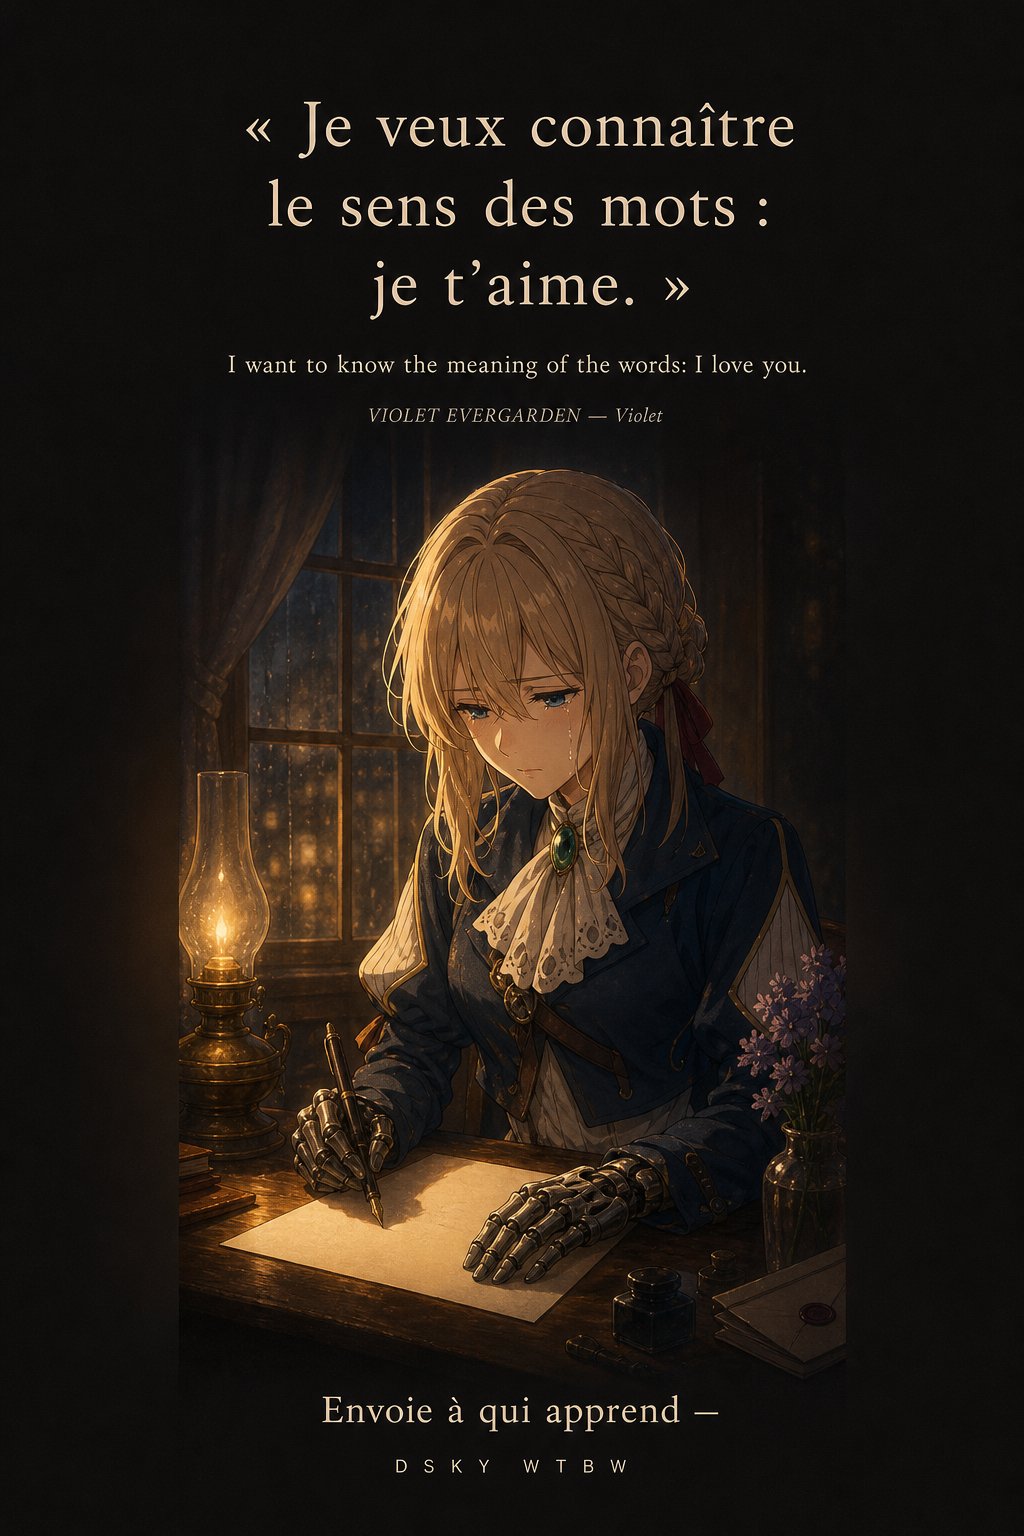 « Je veux connaître
le sens des mots :
je t’aime. »
I want to know the meaning of the words: I love you.
VIOLET EVERGARDEN — Violet
Envoie à qui apprend —
DSKY WTBW